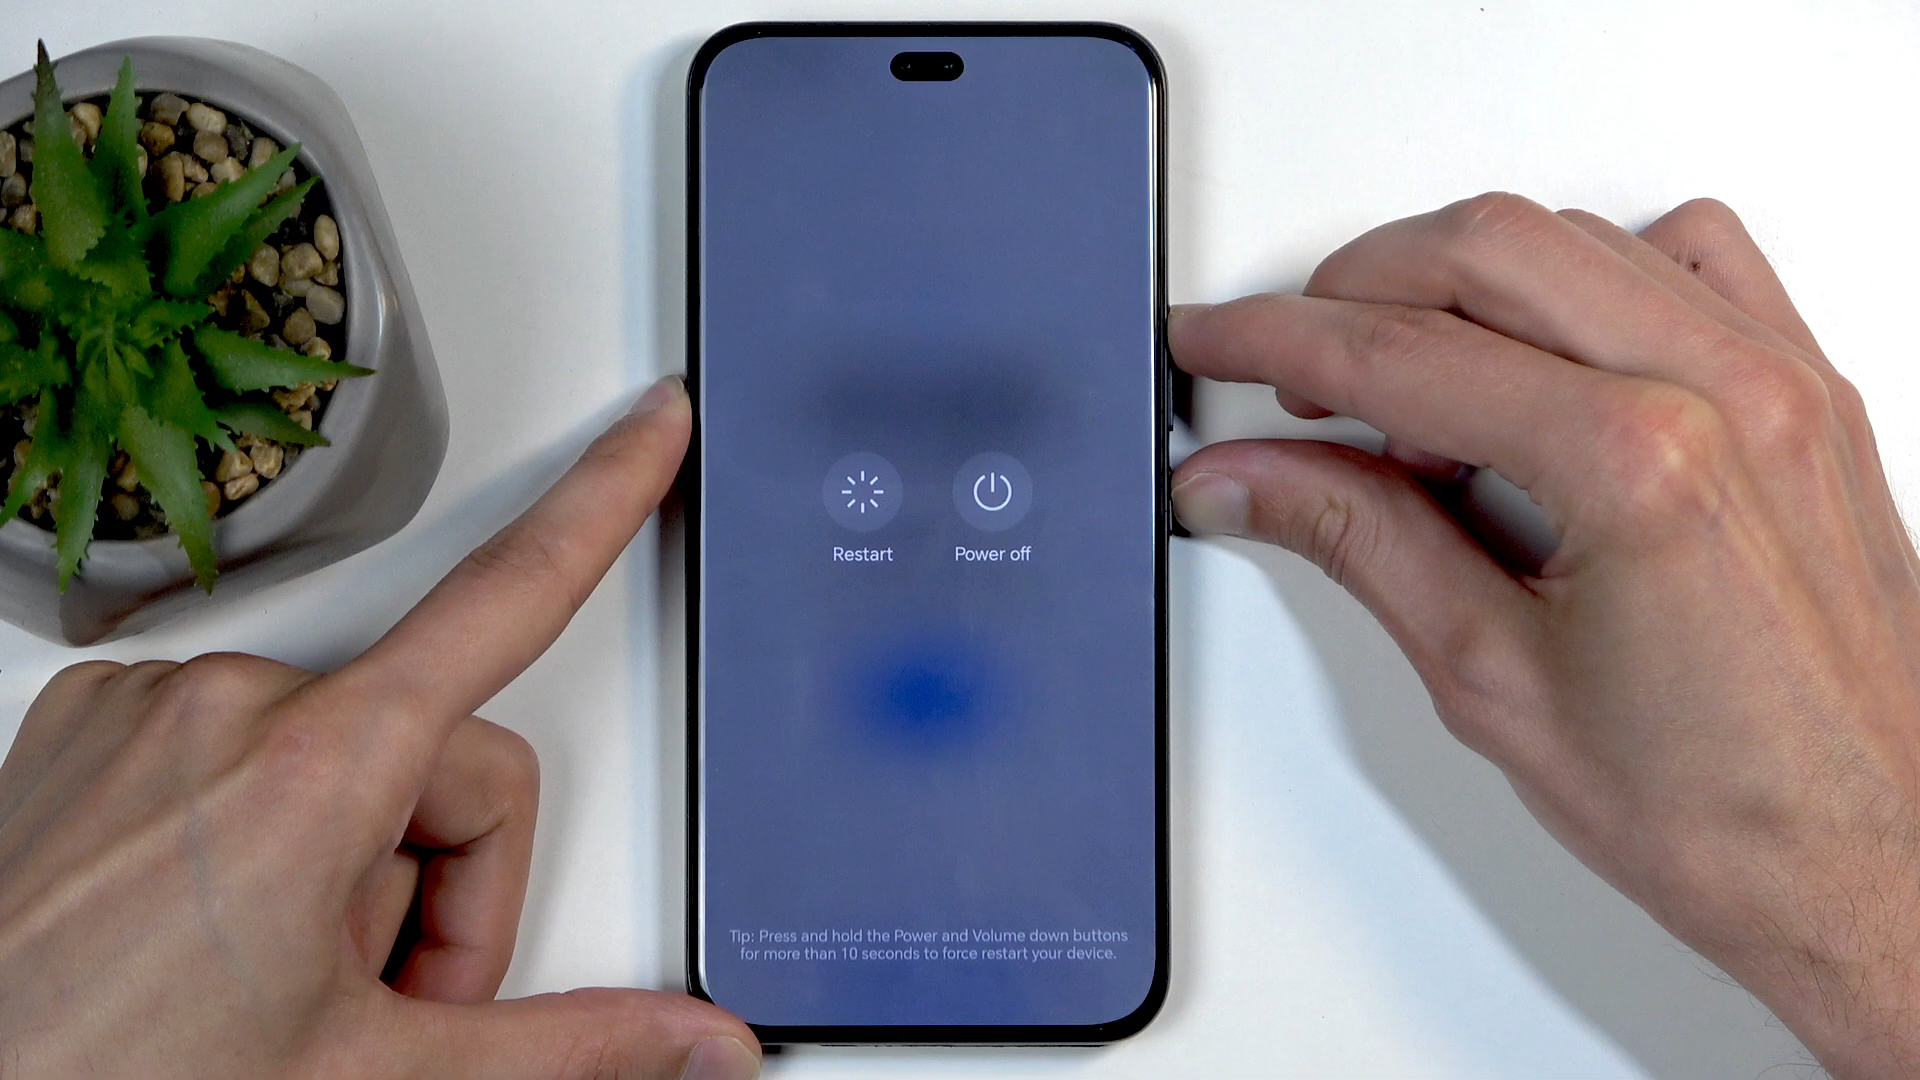 Restart
Power off
Tip: Press and hold the Power and Volume down buttons
for more than 10 seconds to force restart your device.